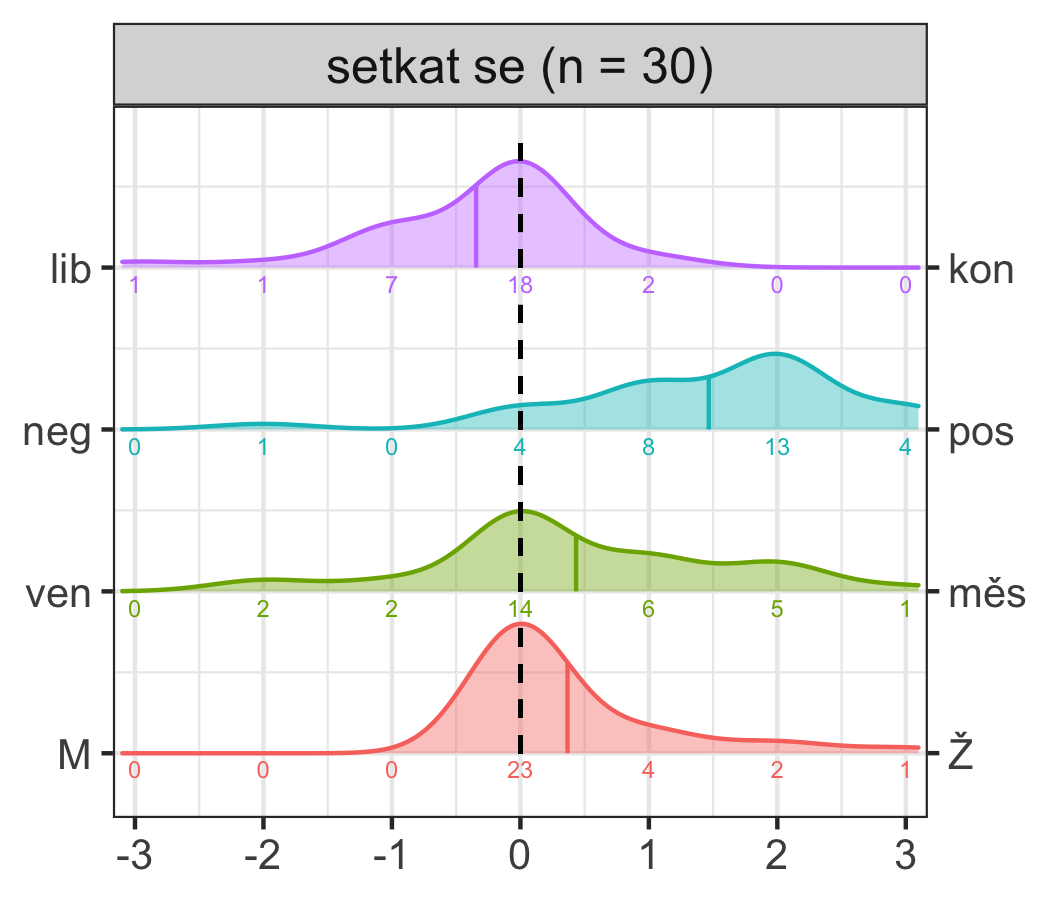 setkat se (n = 30)
lib kon
1 1 7 18 2 0 0
neg pos
0 1 0 4 8 13 4
ven měs
0 2 2 14 6 5 1
M Ž
0 0 0 23 4 2 1
-3 -2 -1 0 1 2 3